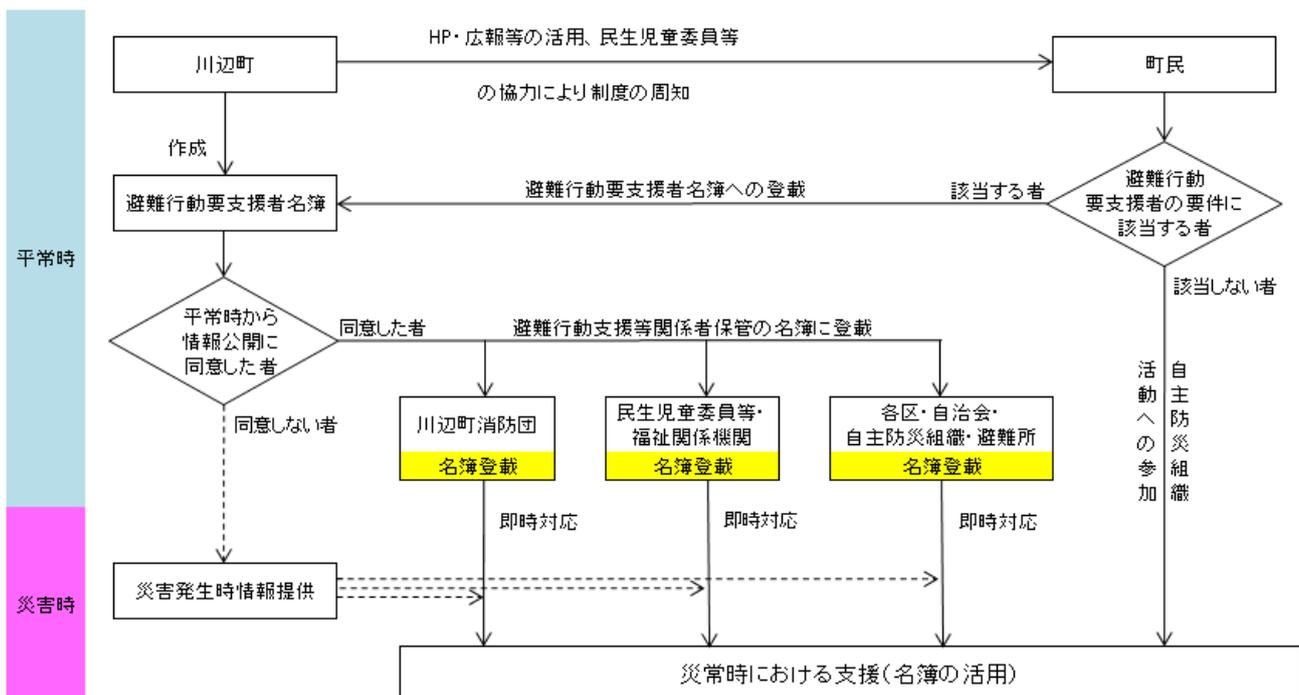 HP・広報等の活用、民生児童委員等
川辺町
町民
の協力により制度の周知
作成
避難行動要支援者名簿
避難行動要支援者名簿への登載
該当する者
避難行動
要支援者の要件に
該当する者
平常時
該当しない者
平常時から
情報公開に
同意した者
同意した者
避難行動支援等関係者保管の名簿に登載
同意しない者
川辺町消防団
名簿登載
民生児童委員等・
福祉関係機関
名簿登載
各区・自治会・
自主防災組織・避難所
名簿登載
自主防災組織
活動への参加
即時対応
即時対応
即時対応
災害時
災害発生時情報提供
災常時における支援（名簿の活用）